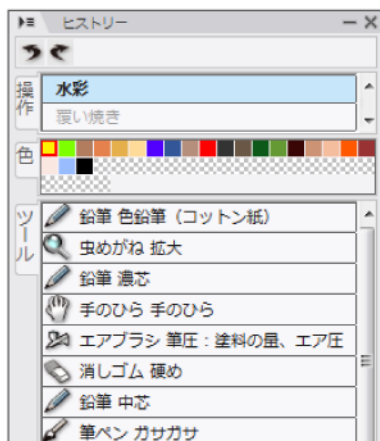 ヒストリー
操作
水彩
覆い焼き
色
ツール
鉛筆 色鉛筆（コットン紙）
虫めがね 拡大
鉛筆 濃芯
手のひら 手のひら
エアブラシ 筆圧：塗料の量、エア圧
消しゴム 硬め
鉛筆 中芯
筆ペン ガサガサ